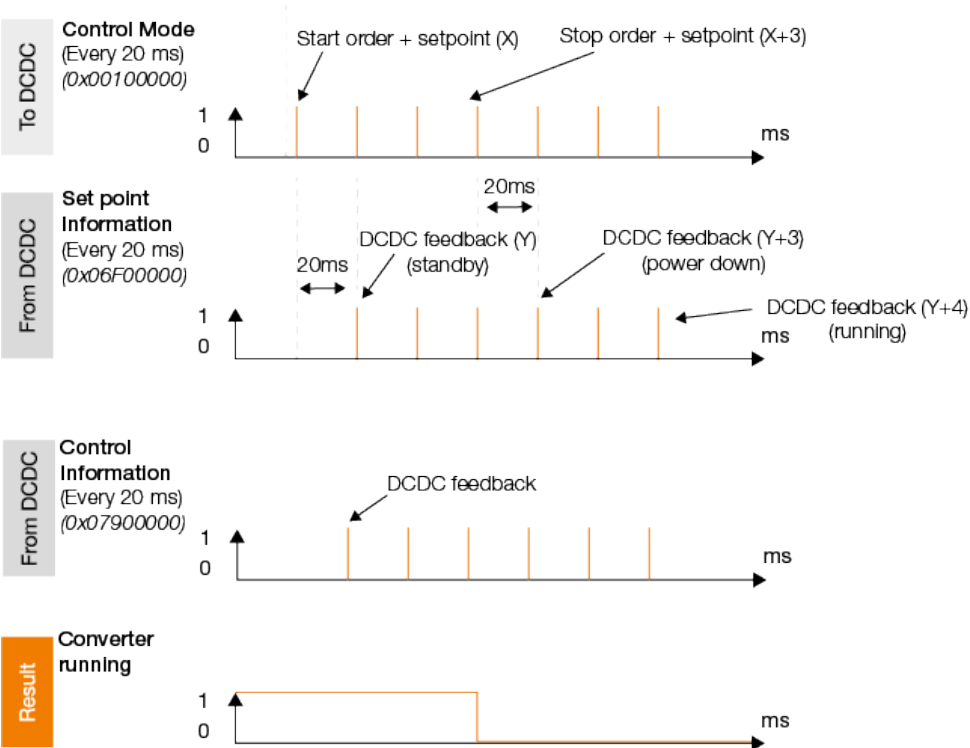 To DCDC
Control Mode
(Every 20 ms)
(0x00100000)
Start order + setpoint (X)
Stop order + setpoint (X+3)
1
0
ms
From DCDC
Set point
Information
(Every 20 ms)
(0x06F00000)
20ms
20ms
DCDC feedback (Y)
(standby)
DCDC feedback (Y+3)
(power down)
DCDC feedback (Y+4)
(running)
1
0
ms
From DCDC
Control
Information
(Every 20 ms)
(0x07900000)
DCDC feedback
1
0
ms
Result
Converter
running
1
0
ms